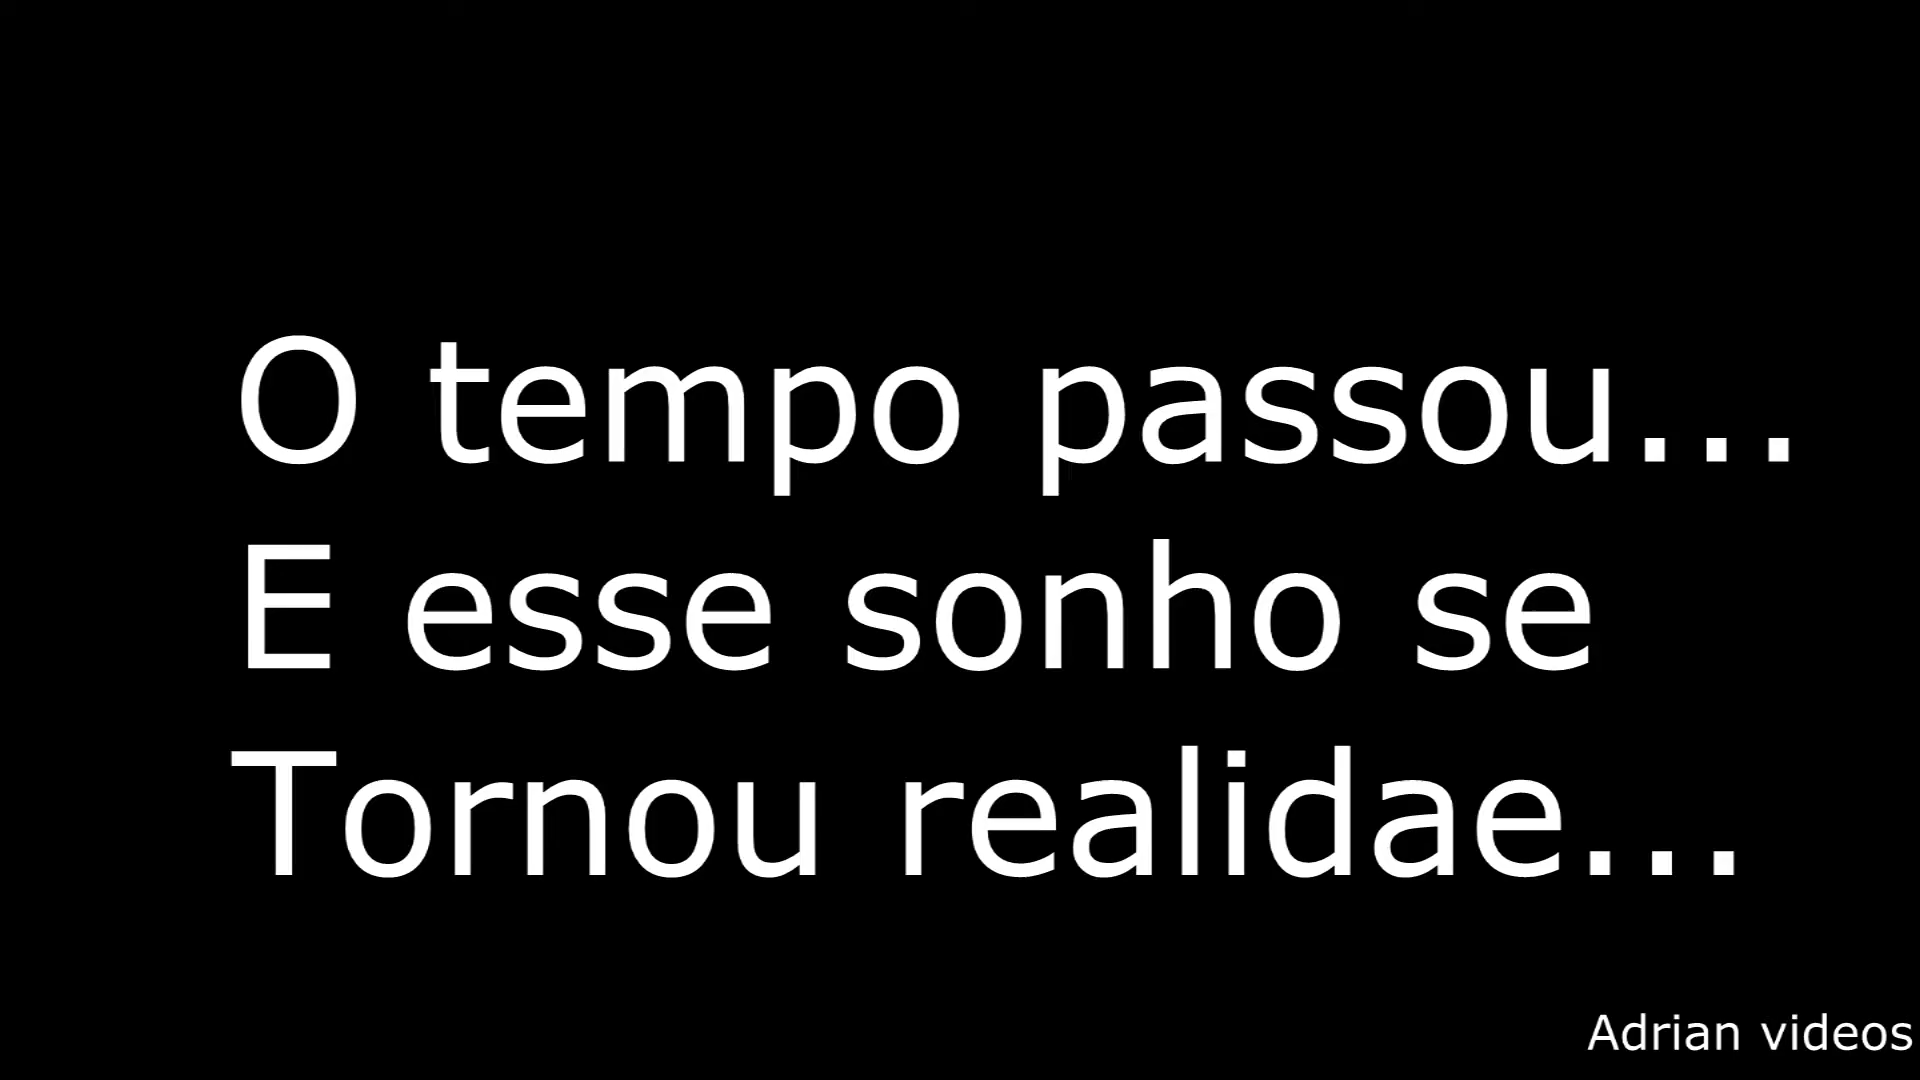 O tempo passou...
E esse sonho se
Tornou realidae...
Adrian videos